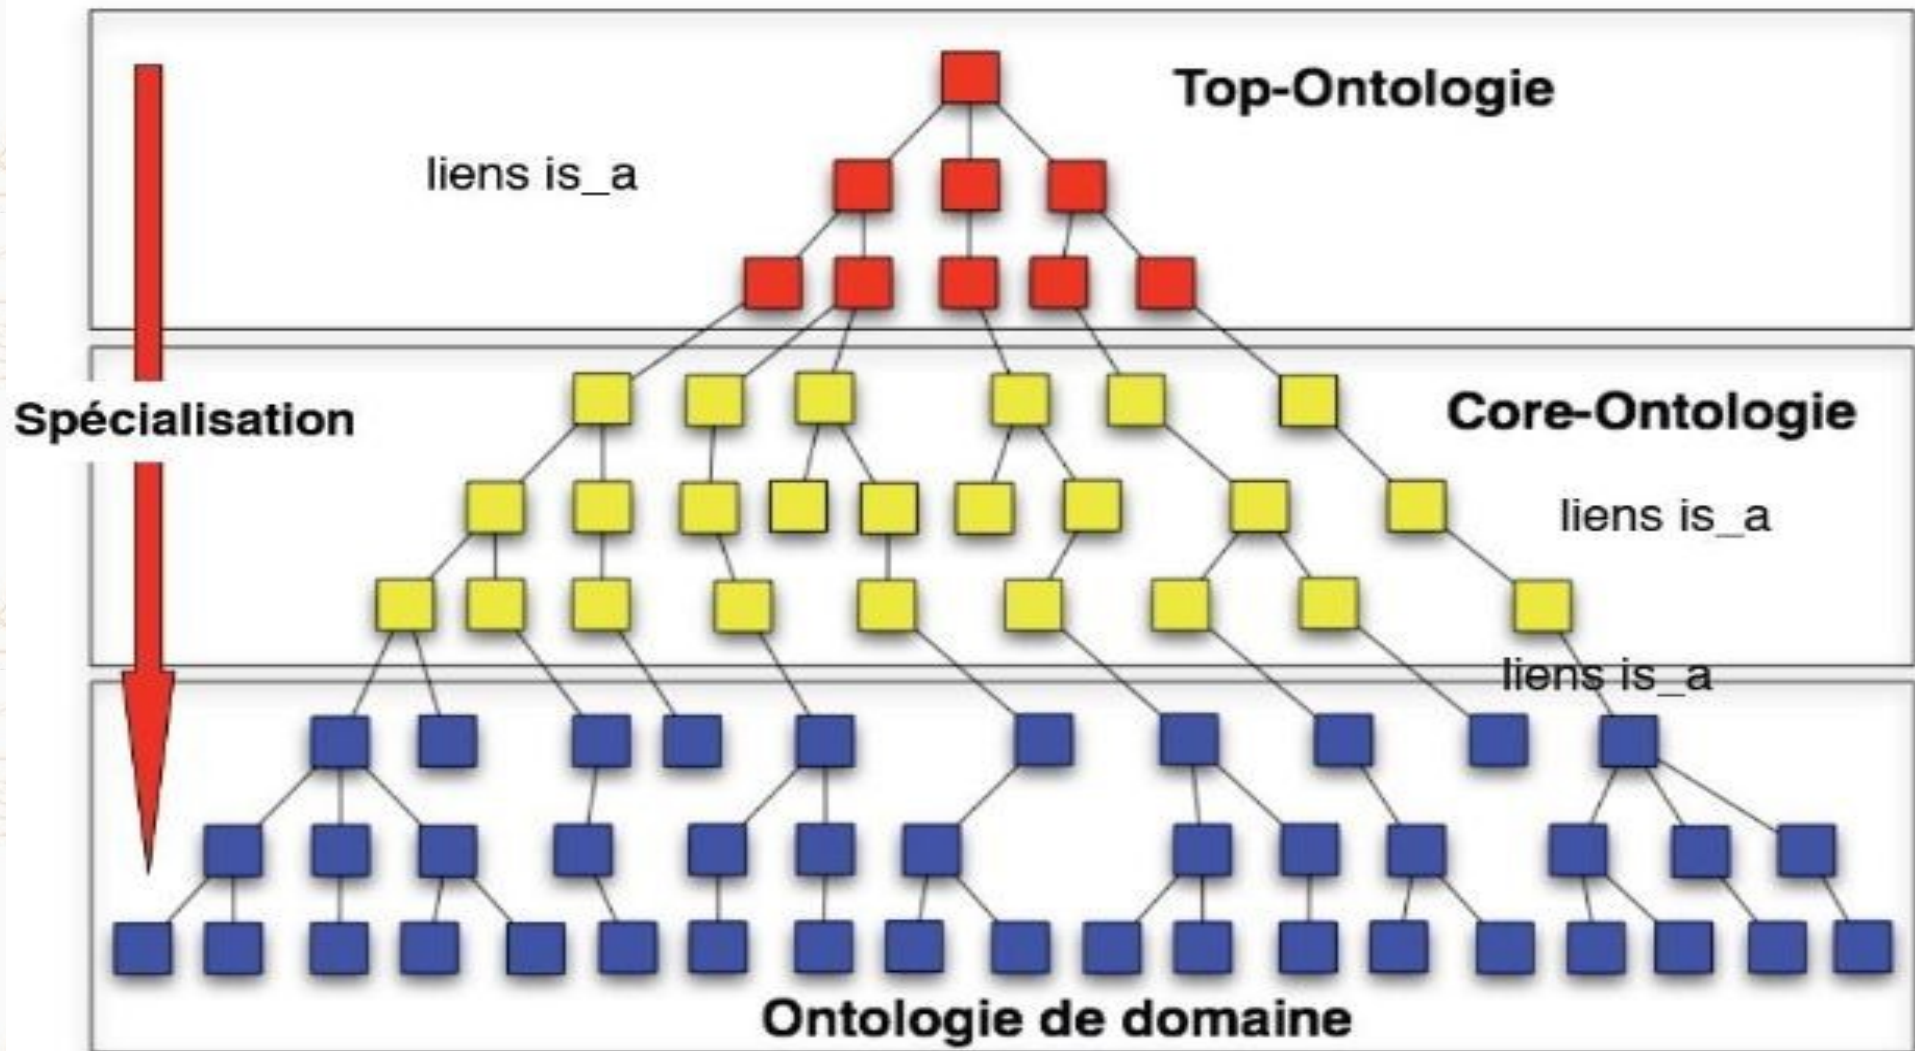 Top-Ontologie
liens is_a
Spécialisation
Core-Ontologie
liens is_a
liens is_a
Ontologie de domaine